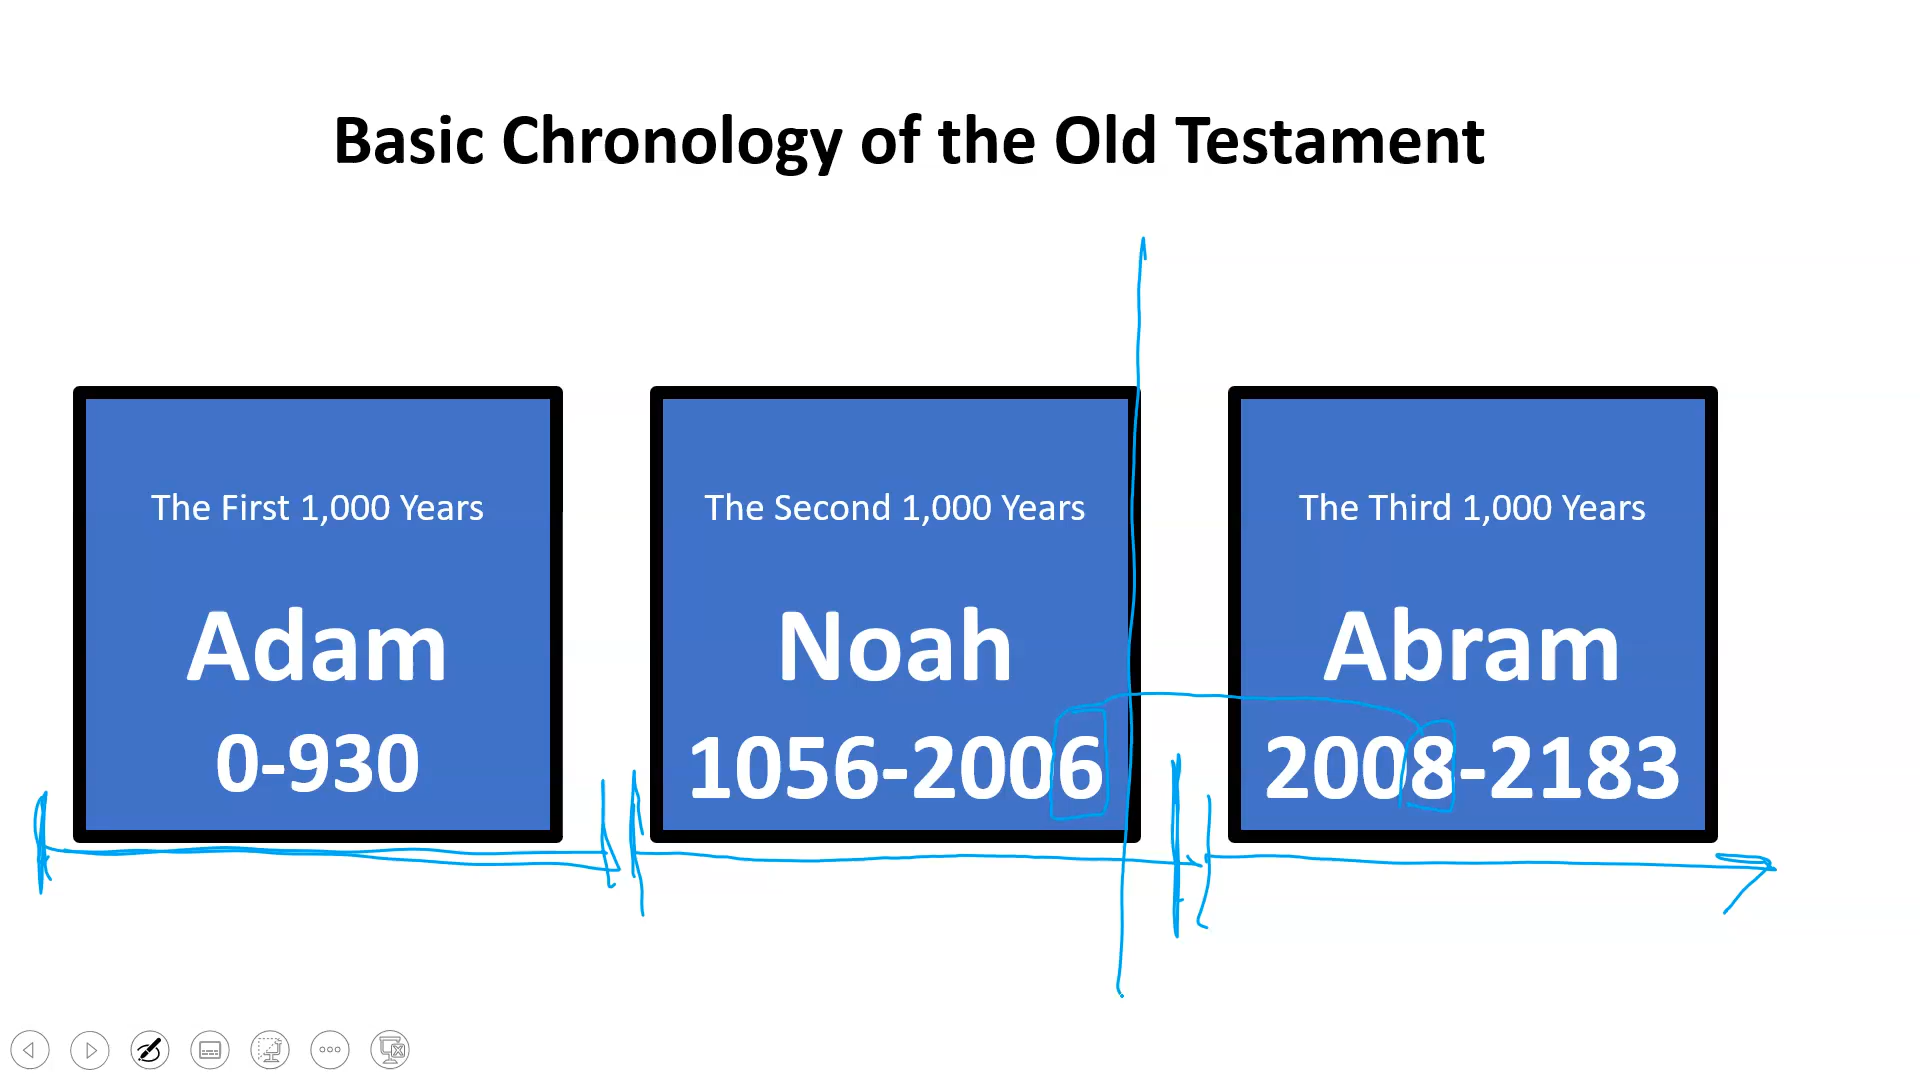 Basic Chronology of the Old Testament
The First 1,000 Years
Adam
0-930
The Second 1,000 Years
Noah
1056-2006
The Third 1,000 Years
Abram
2008-2183